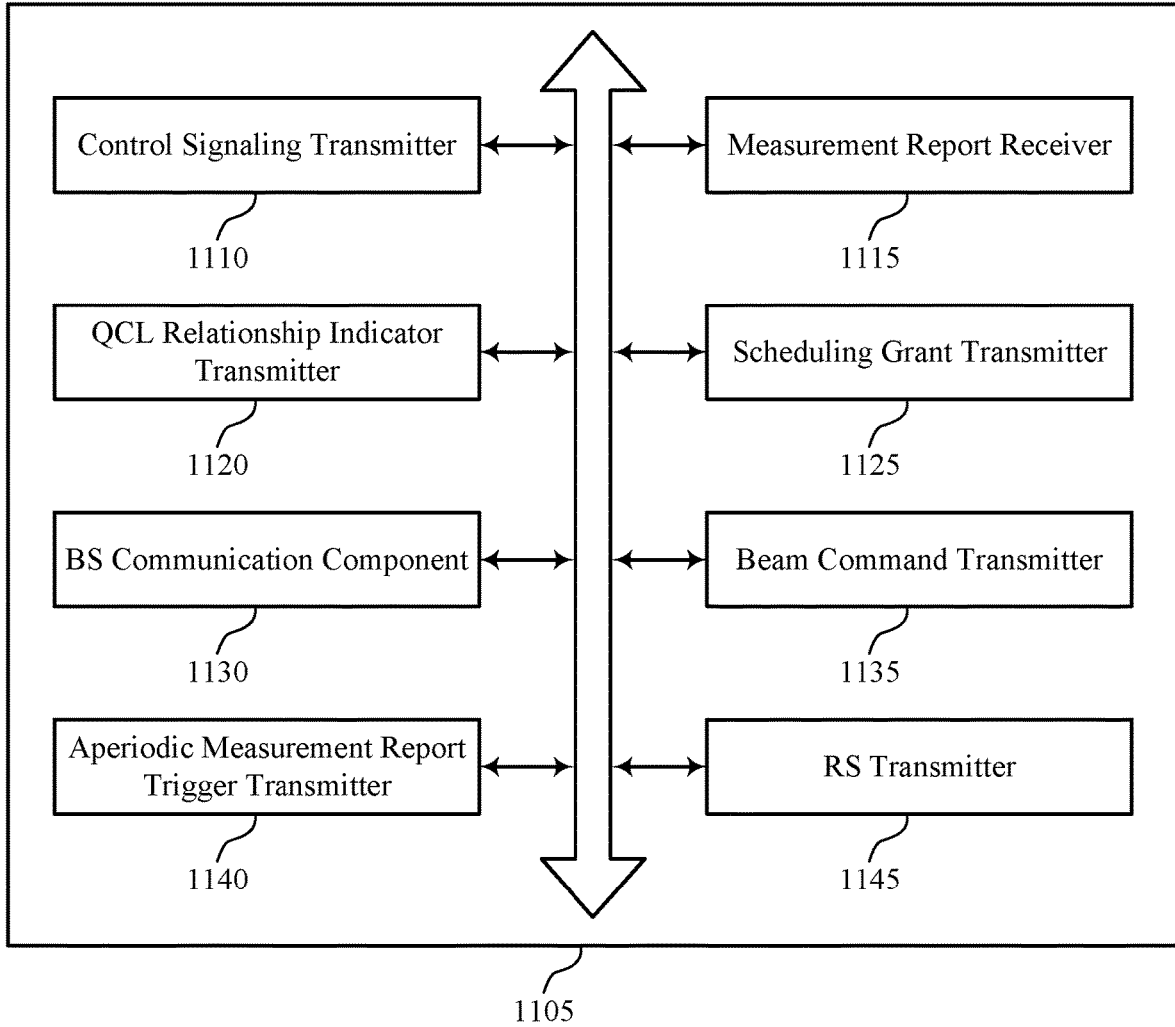 Control Signaling Transmitter
1110
Measurement Report Receiver
1115
QCL Relationship Indicator
Transmitter
1120
Scheduling Grant Transmitter
1125
BS Communication Component
1130
Beam Command Transmitter
1135
Aperiodic Measurement Report
Trigger Transmitter
1140
RS Transmitter
1145
1105